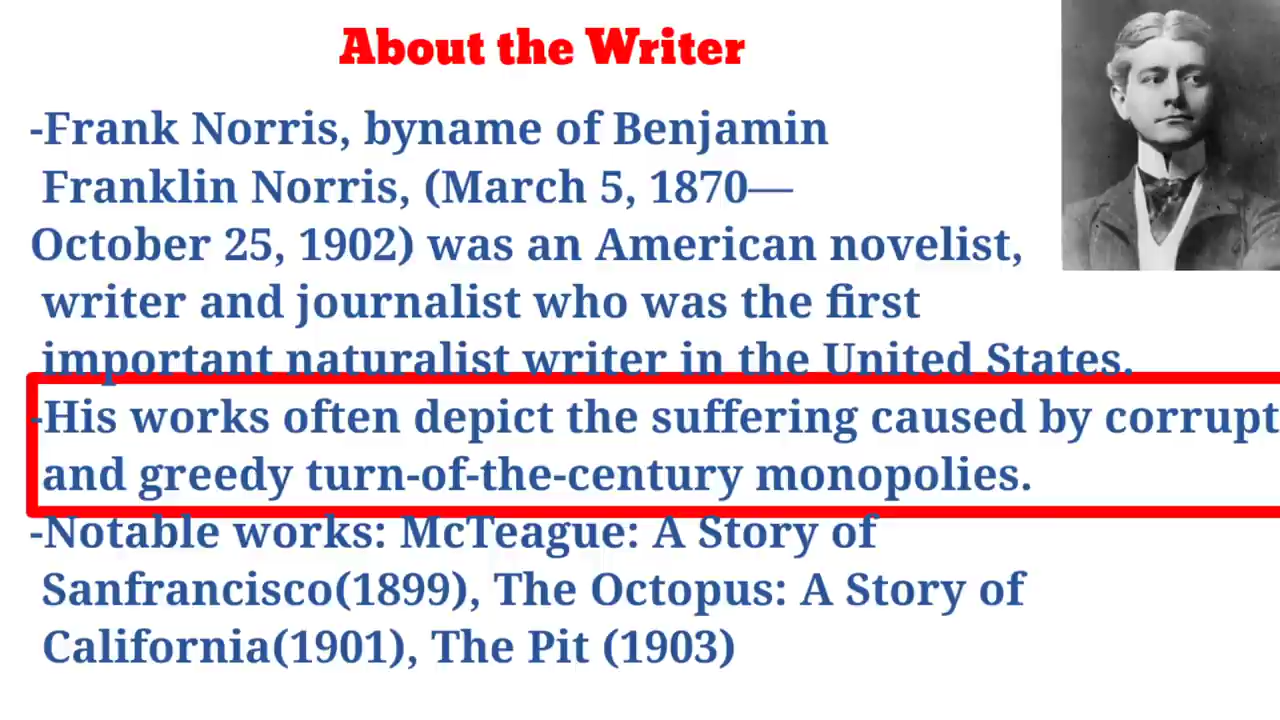 About the Writer
-Frank Norris, byname of Benjamin
Franklin Norris, (March 5, 1870—
October 25, 1902) was an American novelist,
writer and journalist who was the first
important naturalist writer in the United States.
-His works often depict the suffering caused by corrupt
and greedy turn-of-the-century monopolies.
-Notable works: McTeague: A Story of
Sanfrancisco(1899), The Octopus: A Story of
California(1901), The Pit (1903)